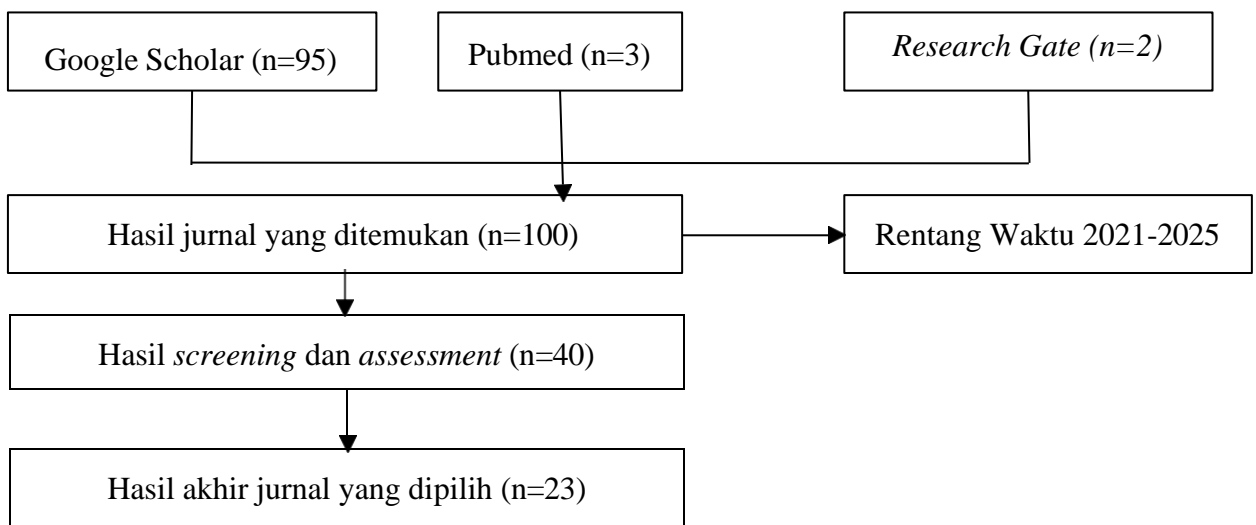 Google Scholar (n=95)
Pubmed (n=3)
Research Gate (n=2)
Hasil jurnal yang ditemukan (n=100)
Rentang Waktu 2021-2025
Hasil screening dan assessment (n=40)
Hasil akhir jurnal yang dipilih (n=23)